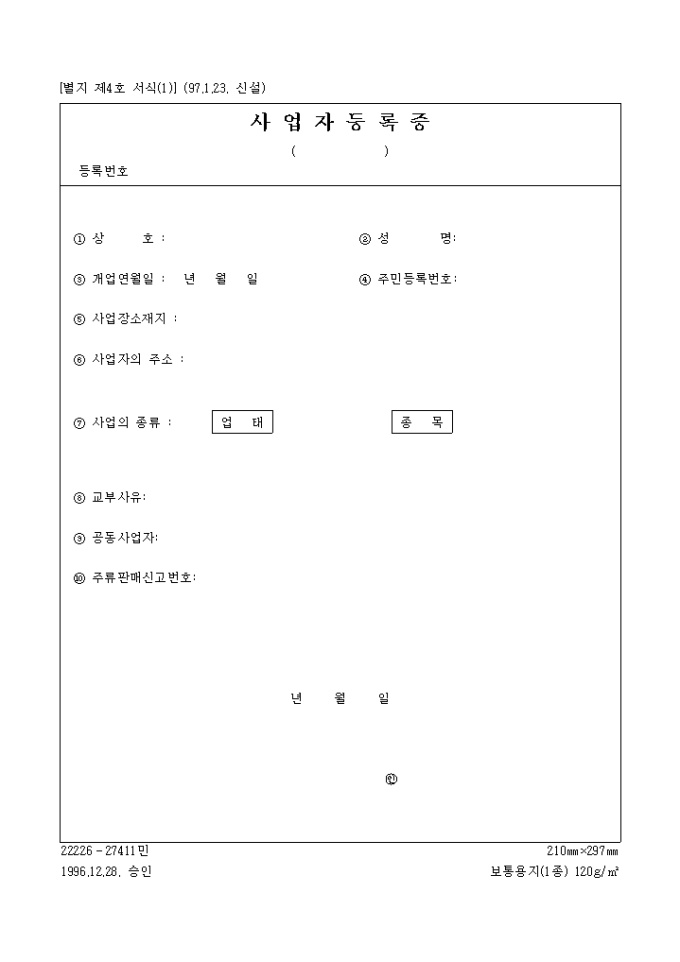 [별지 제4호 서식(1)] (97.1.23. 신설)
사 업 자 등 록 증
(                    )
등록번호
① 상      호 :                    ② 성      명:
③ 개업연월일 :   년   월   일                    ④ 주민등록번호:
⑤ 사업장소재지 :
⑥ 사업자의 주소 :
⑦ 사업의 종류 :      업   태                    종   목
⑧ 교부사유:
⑨ 공동사업자:
⑩ 주류판매신고번호:
년      월      일
㊞
22226-27411민                    210㎜×297㎜
1996.12.28. 승인                    보통용지(1종) 120g/㎡